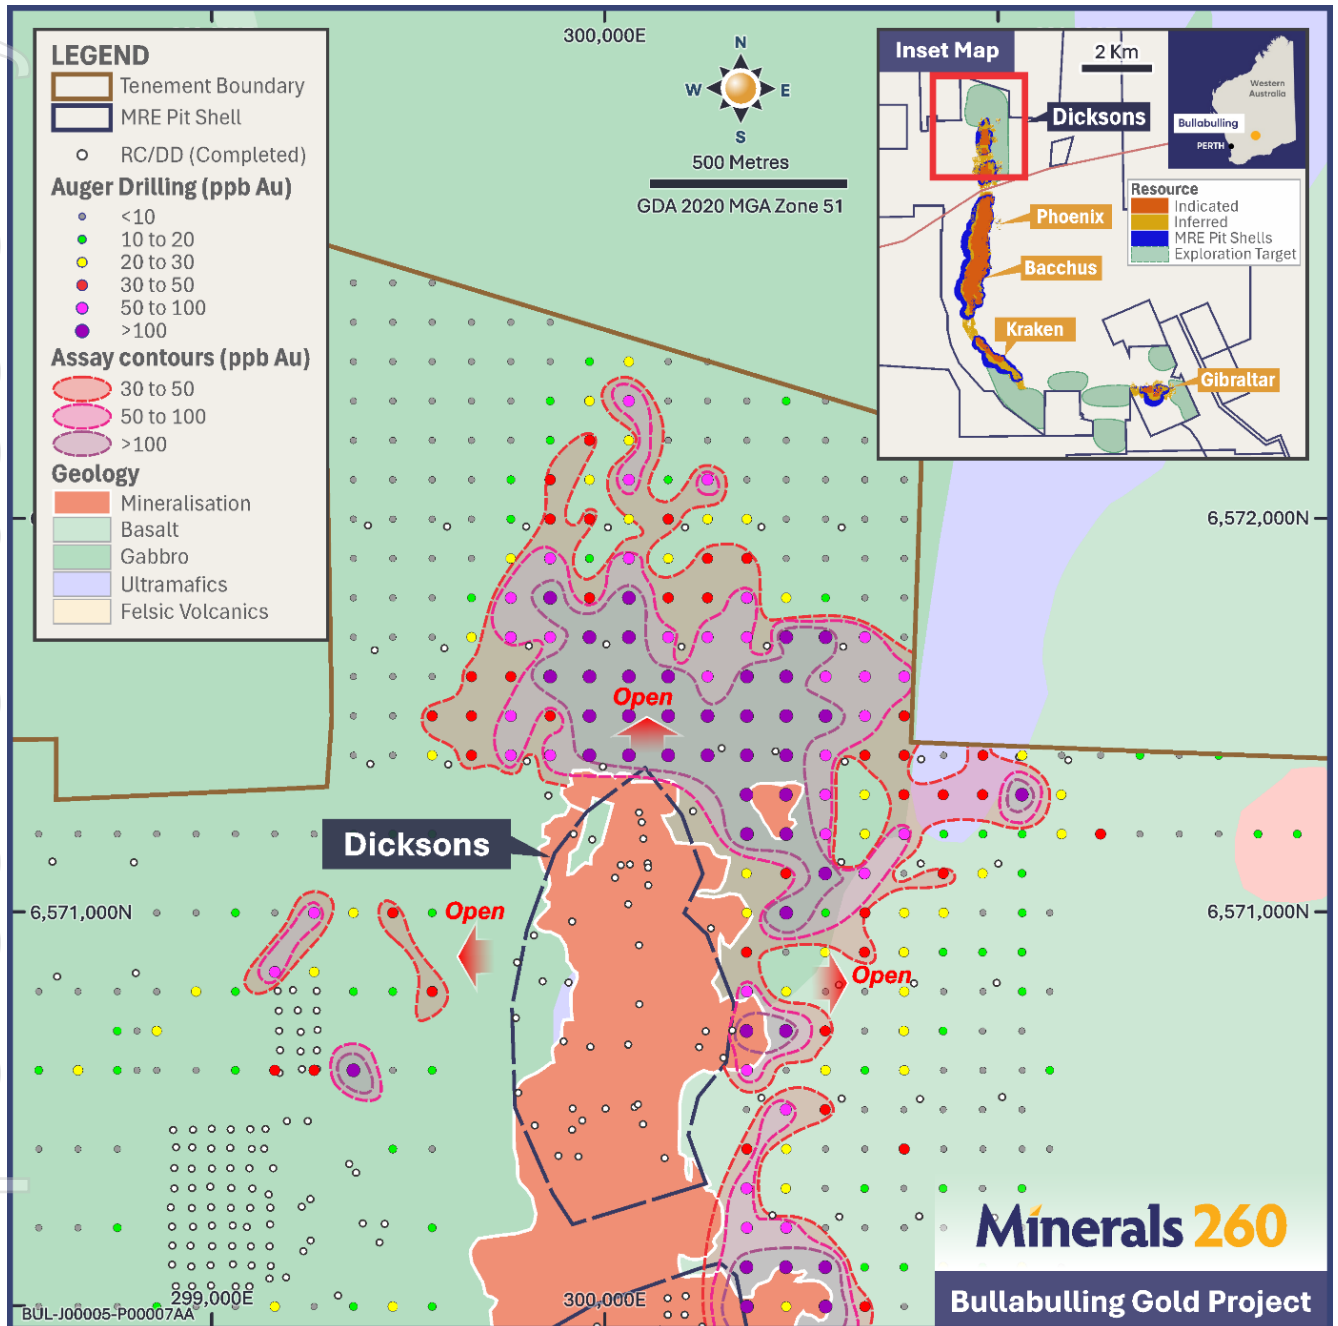 LEGEND
Tenement Boundary
MRE Pit Shell
RC/DD (Completed)
Auger Drilling (ppb Au)
<10
10 to 20
20 to 30
30 to 50
50 to 100
>100
Assay contours (ppb Au)
30 to 50
50 to 100
>100
Geology
Mineralisation
Basalt
Gabbro
Ultramafics
Felsic Volcanics
300,000E
N
W E
S
500 Metres
GDA 2020 MGA Zone 51
Inset Map
2 Km
Western
Australia
Bullabulling
PERTH
Dicksons
Phoenix
Bacchus
Kraken
Gibraltar
Resource
Indicated
Inferred
MRE Pit Shells
Exploration Target
6,572,000N
Open
Dicksons
6,571,000N
Open
Open
6,571,000N
299,000E
300,000E
BUL-J00005-P00007AA
Minerals 260
Bullabulling Gold Project